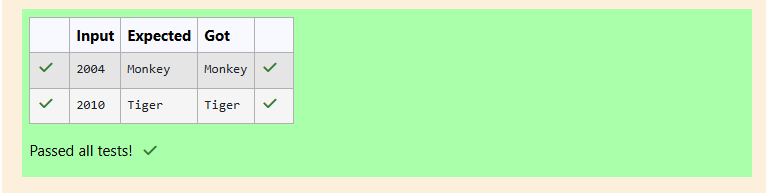 Input Expected Got
2004 Monkey Monkey
2010 Tiger Tiger
Passed all tests!